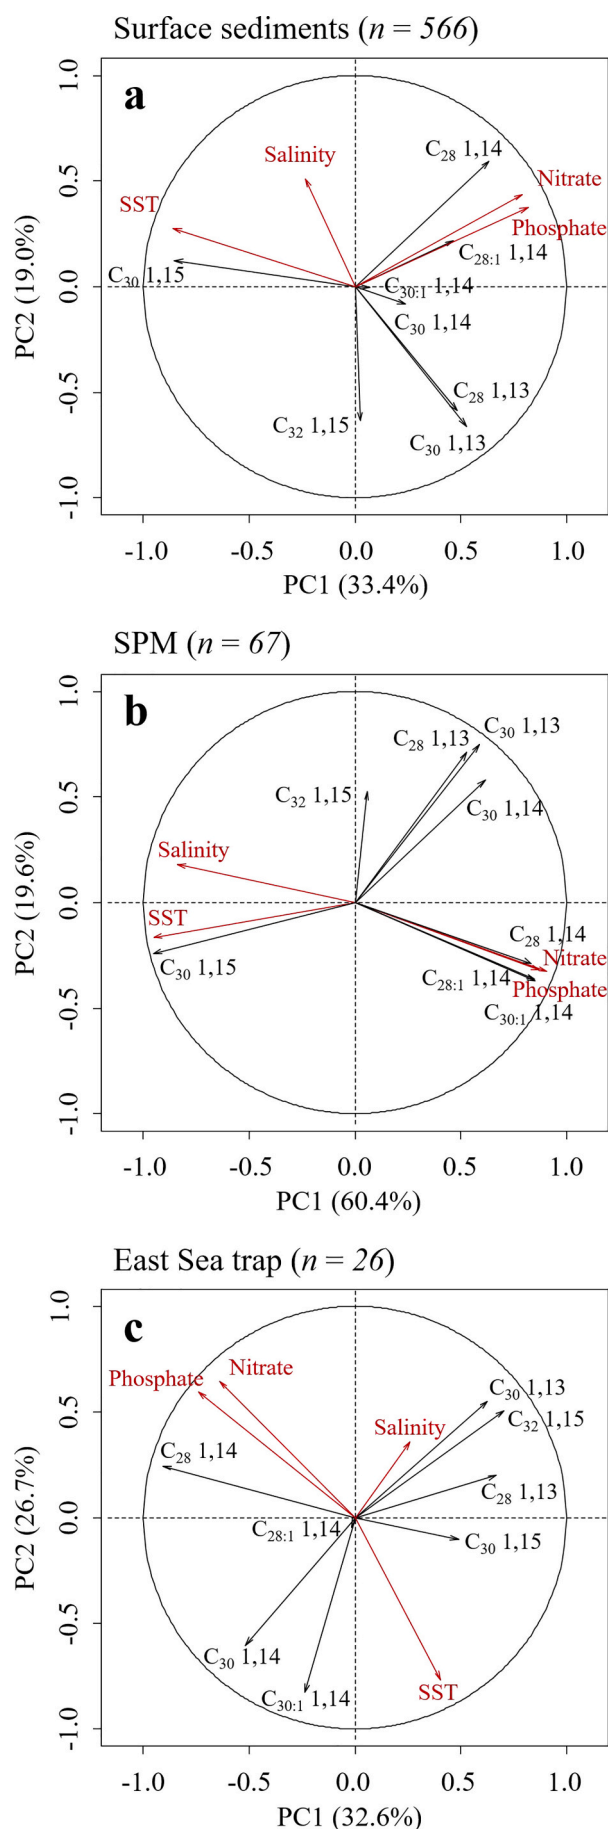 Surface sediments (n = 566)
a
1.0
0.5
0.0
-0.5
-1.0
PC2 (19.0%)
Salinity
SST
C₃₀ 1,15
C₂₈ 1,14
Nitrate
Phosphate
C₂₈:₁ 1,14
C₃₀:₁ 1,14
C₃₀ 1,14
C₂₈ 1,13
C₃₀ 1,13
C₃₂ 1,15
-1.0 -0.5 0.0 0.5 1.0
PC1 (33.4%)
SPM (n = 67)
b
1.0
0.5
0.0
-0.5
-1.0
PC2 (19.6%)
C₃₀ 1,13
C₂₈ 1,13
C₃₂ 1,15
C₃₀ 1,14
Salinity
SST
C₃₀ 1,15
C₂₈ 1,14
Nitrate
C₂₈:₁ 1,14
Phosphate
C₃₀:₁ 1,14
-1.0 -0.5 0.0 0.5 1.0
PC1 (60.4%)
East Sea trap (n = 26)
c
1.0
0.5
0.0
-0.5
-1.0
PC2 (26.7%)
Nitrate
Phosphate
C₃₀ 1,13
C₃₂ 1,15
Salinity
C₂₈ 1,14
C₂₈ 1,13
C₂₈:₁ 1,14
C₃₀ 1,15
C₃₀ 1,14
C₃₀:₁ 1,14
SST
-1.0 -0.5 0.0 0.5 1.0
PC1 (32.6%)